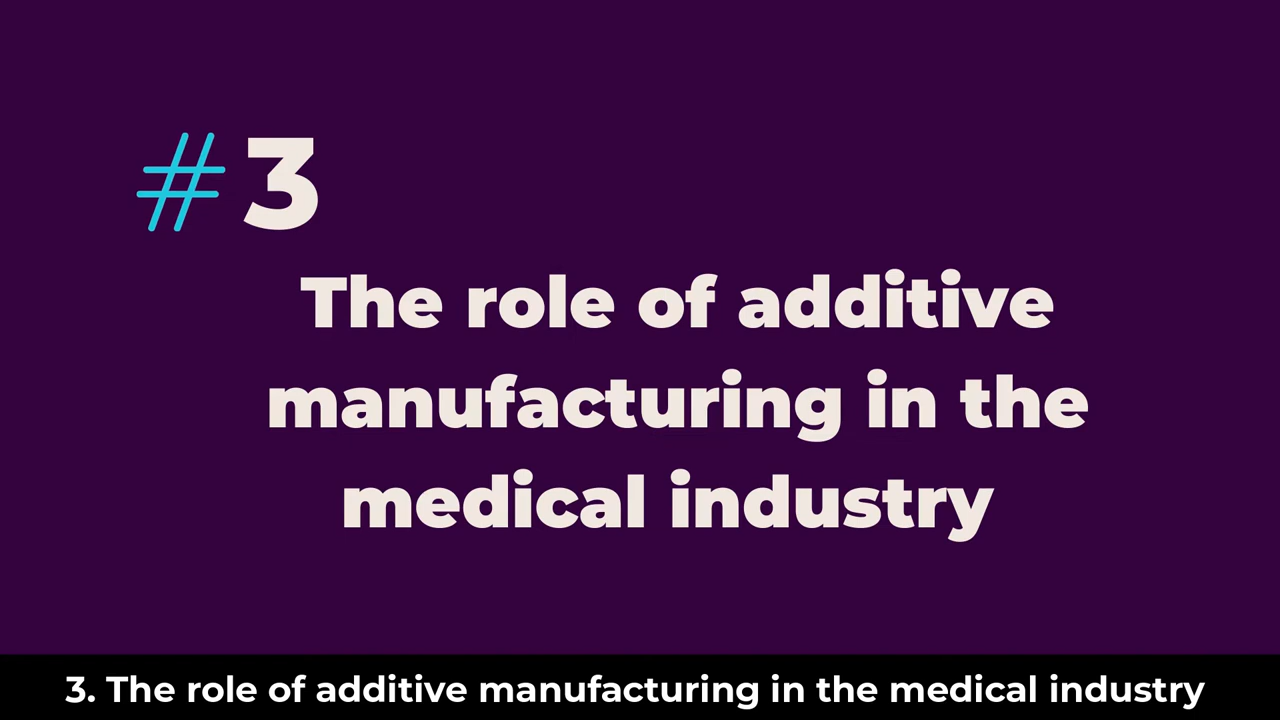 #3
The role of additive
manufacturing in the
medical industry
3. The role of additive manufacturing in the medical industry